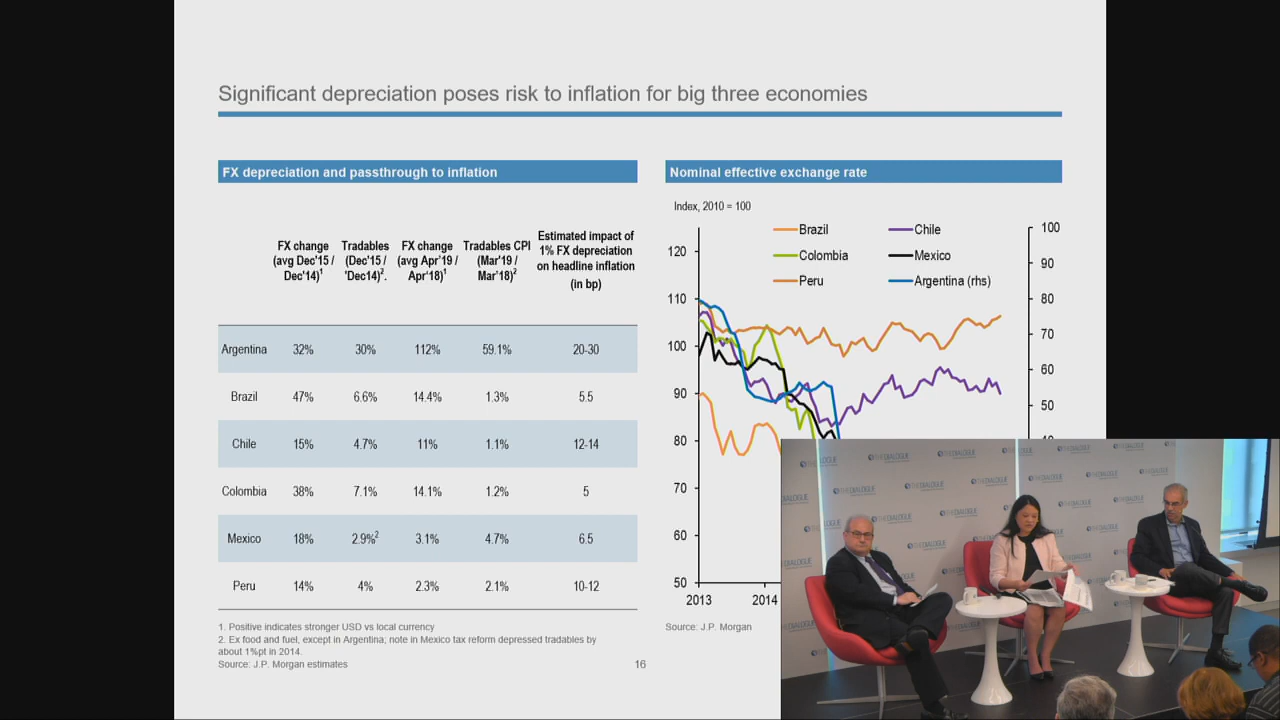 Significant depreciation poses risk to inflation for big three economies
FX depreciation and passthrough to inflation
FX change (avg Dec'15 / Dec'14)¹ Tradables (Dec'15 / 'Dec14)². FX change (avg Apr'19 / Apr'18)¹ Tradables CPI (Mar'19 / Mar'18)² Estimated impact of 1% FX depreciation on headline inflation (in bp)
Argentina 32% 30% 112% 59.1% 20-30
Brazil 47% 6.6% 14.4% 1.3% 5.5
Chile 15% 4.7% 11% 1.1% 12-14
Colombia 38% 7.1% 14.1% 1.2% 5
Mexico 18% 2.9%² 3.1% 4.7% 6.5
Peru 14% 4% 2.3% 2.1% 10-12
1. Positive indicates stronger USD vs local currency
2. Ex food and fuel, except in Argentina; note in Mexico tax reform depressed tradables by
about 1%pt in 2014.
Source: J.P. Morgan estimates
16
Nominal effective exchange rate
Index, 2010 = 100
Brazil Chile
Colombia Mexico
Peru Argentina (rhs)
120
110
100
90
80
70
60
50
100
90
80
70
60
50
2013 2014
Source: J.P. Morgan
THE DIALOGUE